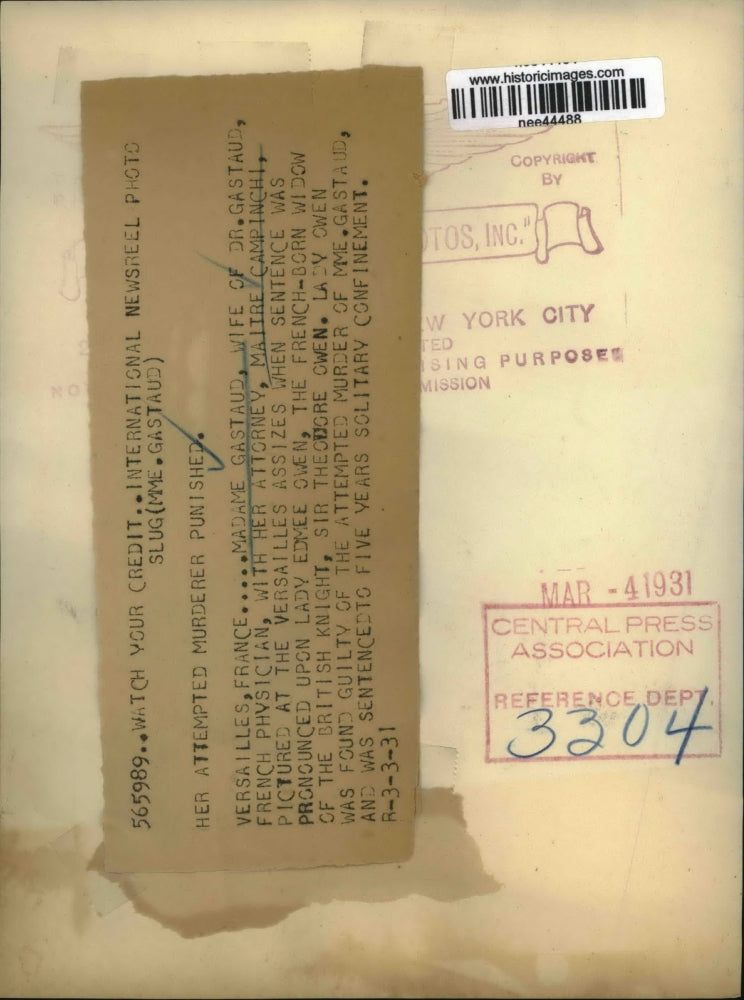 565989..WATCH YOUR CREDIT..INTERNATIONAL NEWSREEL PHOTO
SLUG(MME.GASTAUD)
HER ATTEMPTED MURDERER PUNISHED.
VERSAILLES,FRANCE.....MADAME GASTAUD, WIFE OF DR.GASTAUD,
FRENCH PHYSICIAN, WITH HER ATTORNEY, MAITRE CAMPINCHI,
PICTURED AT THE VERSAILLES ASSIZES WHEN SENTENCE WAS
PRONOUNCED UPON LADY EDMEE OWEN, THE FRENCH-BORN WIDOW
OF THE BRITISH KNIGHT, SIR THEODORE OWEN. LADY OWEN
WAS FOUND GUILTY OF THE ATTEMPTED MURDER OF MME.GASTAUD,
AND WAS SENTENCEDTO FIVE YEARS SOLITARY CONFINEMENT.
R-3-3-31
www.historicimages.com
nee44488
COPYRIGHT
BY
OTOS, INC."
W YORK CITY
TED
ISING PURPOSES
MISSION
MAR -4 1931
CENTRAL PRESS
ASSOCIATION
REFERENCE DEPT.
3304